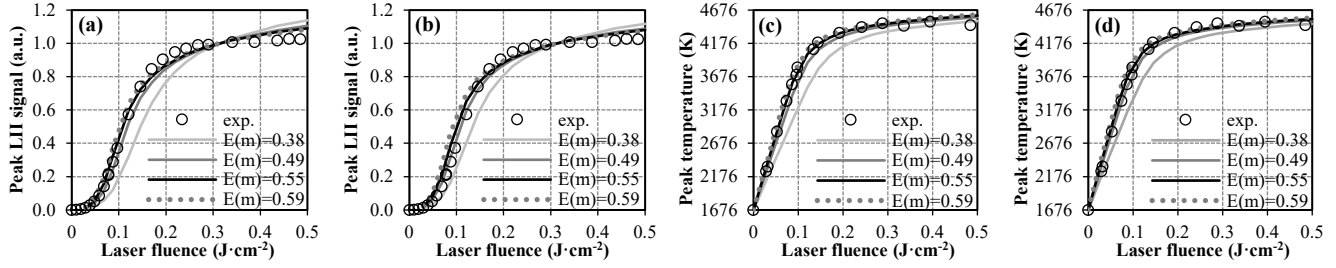 (a)
Peak LII signal (a.u.)
1.2
1.0
0.8
0.6
0.4
0.2
0.0
exp.
E(m)=0.38
E(m)=0.49
E(m)=0.55
E(m)=0.59
0 0.1 0.2 0.3 0.4 0.5
Laser fluence (J·cm-2)
(b)
Peak LII signal (a.u.)
1.2
1.0
0.8
0.6
0.4
0.2
0.0
exp.
E(m)=0.38
E(m)=0.49
E(m)=0.55
E(m)=0.59
0 0.1 0.2 0.3 0.4 0.5
Laser fluence (J·cm-2)
(c)
Peak temperature (K)
4676
4176
3676
3176
2676
2176
1676
exp.
E(m)=0.38
E(m)=0.49
E(m)=0.55
E(m)=0.59
0 0.1 0.2 0.3 0.4 0.5
Laser fluence (J·cm-2)
(d)
Peak temperature (K)
4676
4176
3676
3176
2676
2176
1676
exp.
E(m)=0.38
E(m)=0.49
E(m)=0.55
E(m)=0.59
0 0.1 0.2 0.3 0.4 0.5
Laser fluence (J·cm-2)